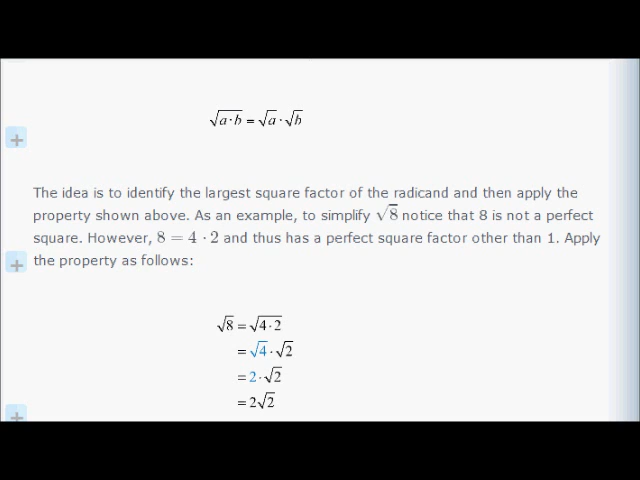 √a·b = √a · √b
The idea is to identify the largest square factor of the radicand and then apply the
property shown above. As an example, to simplify √8 notice that 8 is not a perfect
square. However, 8 = 4 · 2 and thus has a perfect square factor other than 1. Apply
the property as follows:
√8 = √4·2
= √4 · √2
= 2 · √2
= 2√2